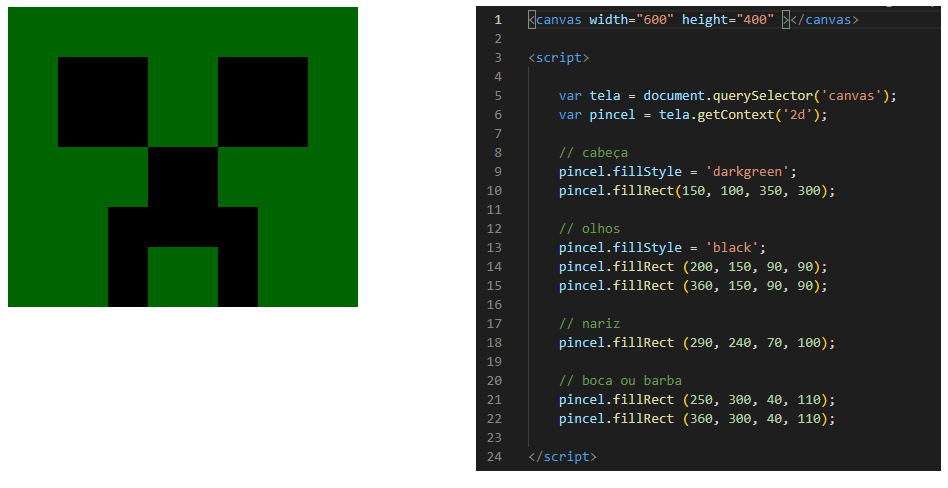 1 <canvas width="600" height="400" ></canvas>
2
3 <script>
4
5 var tela = document.querySelector('canvas');
6 var pincel = tela.getContext('2d');
7
8 // cabeça
9 pincel.fillStyle = 'darkgreen';
10 pincel.fillRect(150, 100, 350, 300);
11
12 // olhos
13 pincel.fillStyle = 'black';
14 pincel.fillRect (200, 150, 90, 90);
15 pincel.fillRect (360, 150, 90, 90);
16
17 // nariz
18 pincel.fillRect (290, 240, 70, 100);
19
20 // boca ou barba
21 pincel.fillRect (250, 300, 40, 110);
22 pincel.fillRect (360, 300, 40, 110);
23
24 </script>